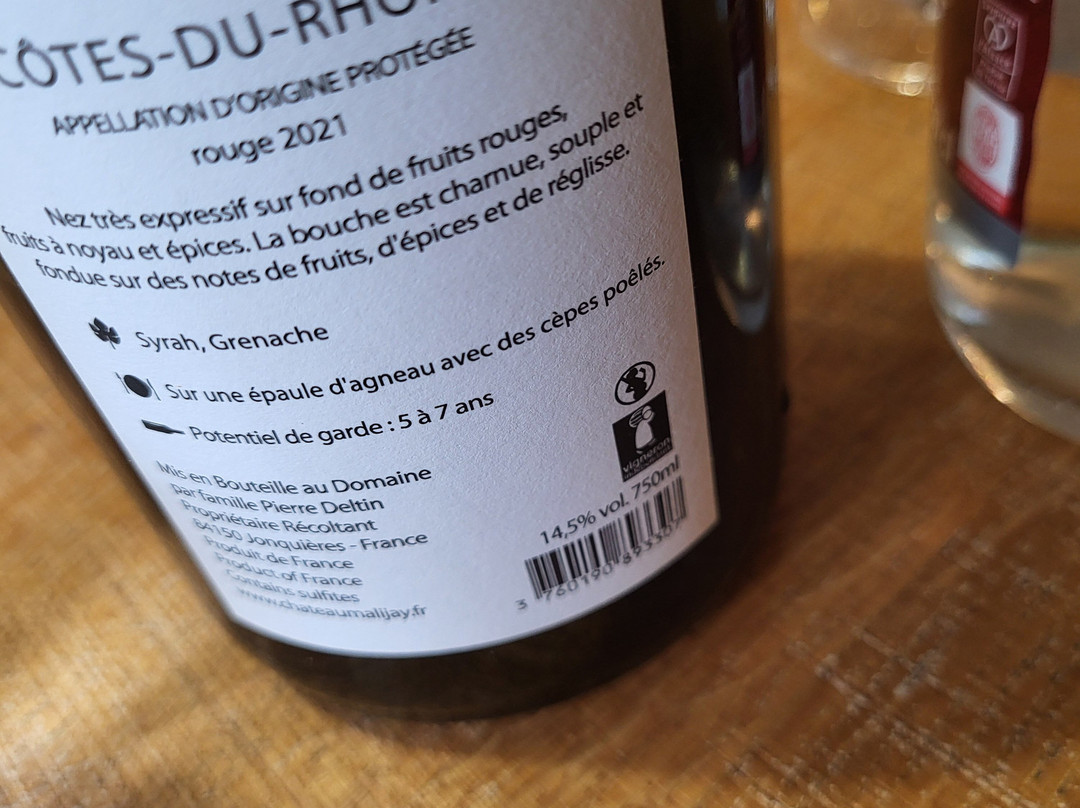 CÔTES-DU-RHÔ
APPELLATION D'ORIGINE PROTÉGÉE
rouge 2021
Nez très expressif sur fond de fruits rouges,
fruits à noyau et épices. La bouche est charnue, souple et
fondue sur des notes de fruits, d'épices et de réglisse.
Syrah, Grenache
Sur une épaule d'agneau avec des cèpes poêlés.
Potentiel de garde : 5 à 7 ans
Mis en Bouteille au Domaine
par famille Pierre Deltin
Propriétaire Récoltant
84150 Jonquières - France
Produit de France
Product of France
Contains sulfites
www.chateaumalijay.fr
vigneron
14,5% vol. 750ml